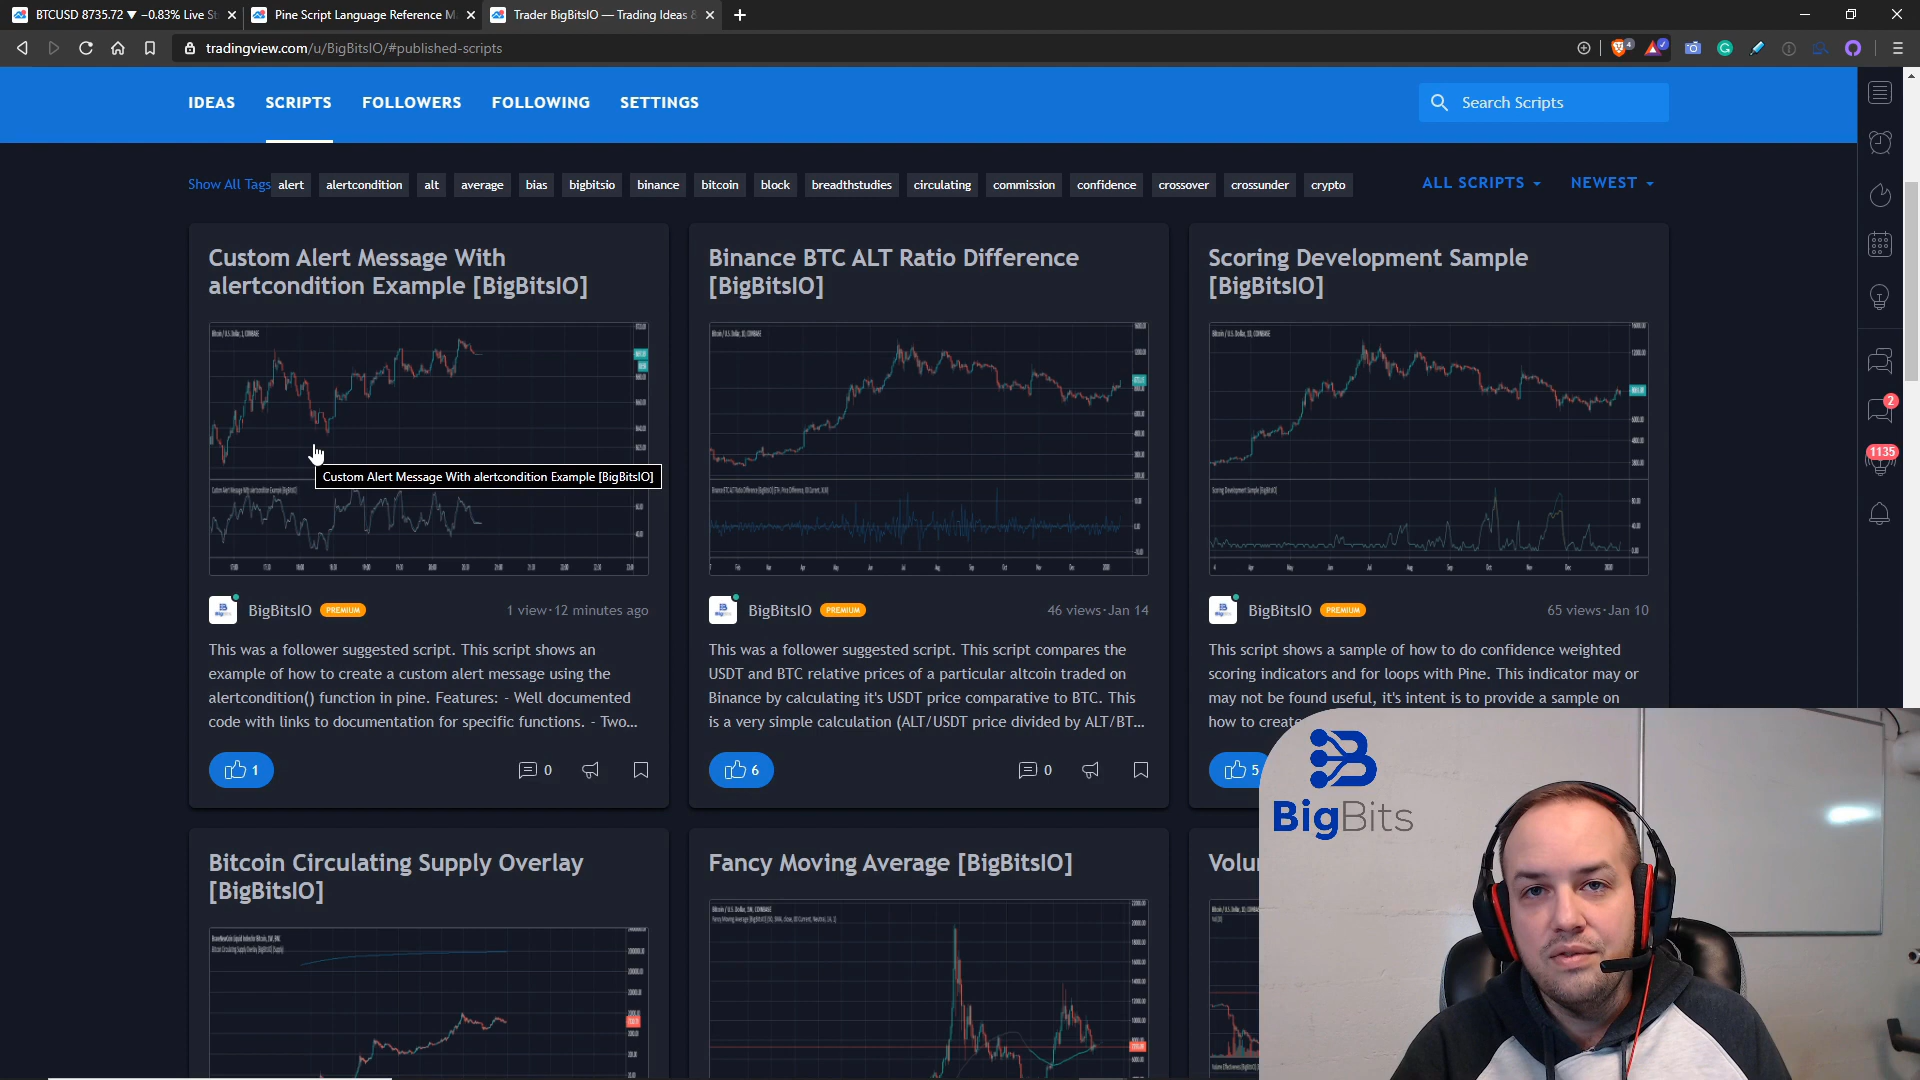 BTCUSD 8735.72 ▼ −0.83% Live St
Pine Script Language Reference M
Trader BigBitsIO — Trading Ideas &
tradingview.com/u/BigBitsIO/#published-scripts
IDEAS
SCRIPTS
FOLLOWERS
FOLLOWING
SETTINGS
Search Scripts
Show All Tags
alert
alertcondition
alt
average
bias
bigbitsio
binance
bitcoin
block
breadthstudies
circulating
commission
confidence
crossover
crossunder
crypto
ALL SCRIPTS
NEWEST
Custom Alert Message With
alertcondition Example [BigBitsIO]
Custom Alert Message With alertcondition Example [BigBitsIO]
BigBitsIO PREMIUM
1 view · 12 minutes ago
This was a follower suggested script. This script shows an
example of how to create a custom alert message using the
alertcondition() function in pine. Features: - Well documented
code with links to documentation for specific functions. - Two...
1
0
Binance BTC ALT Ratio Difference
[BigBitsIO]
BigBitsIO PREMIUM
46 views · Jan 14
This was a follower suggested script. This script compares the
USDT and BTC relative prices of a particular altcoin traded on
Binance by calculating it's USDT price comparative to BTC. This
is a very simple calculation (ALT/USDT price divided by ALT/BT...
6
0
Scoring Development Sample
[BigBitsIO]
BigBitsIO PREMIUM
65 views · Jan 10
This script shows a sample of how to do confidence weighted
scoring indicators and for loops with Pine. This indicator may or
may not be found useful, it's intent is to provide a sample on
how to create
5
2
1135
Bitcoin Circulating Supply Overlay
[BigBitsIO]
Fancy Moving Average [BigBitsIO]
BigBits